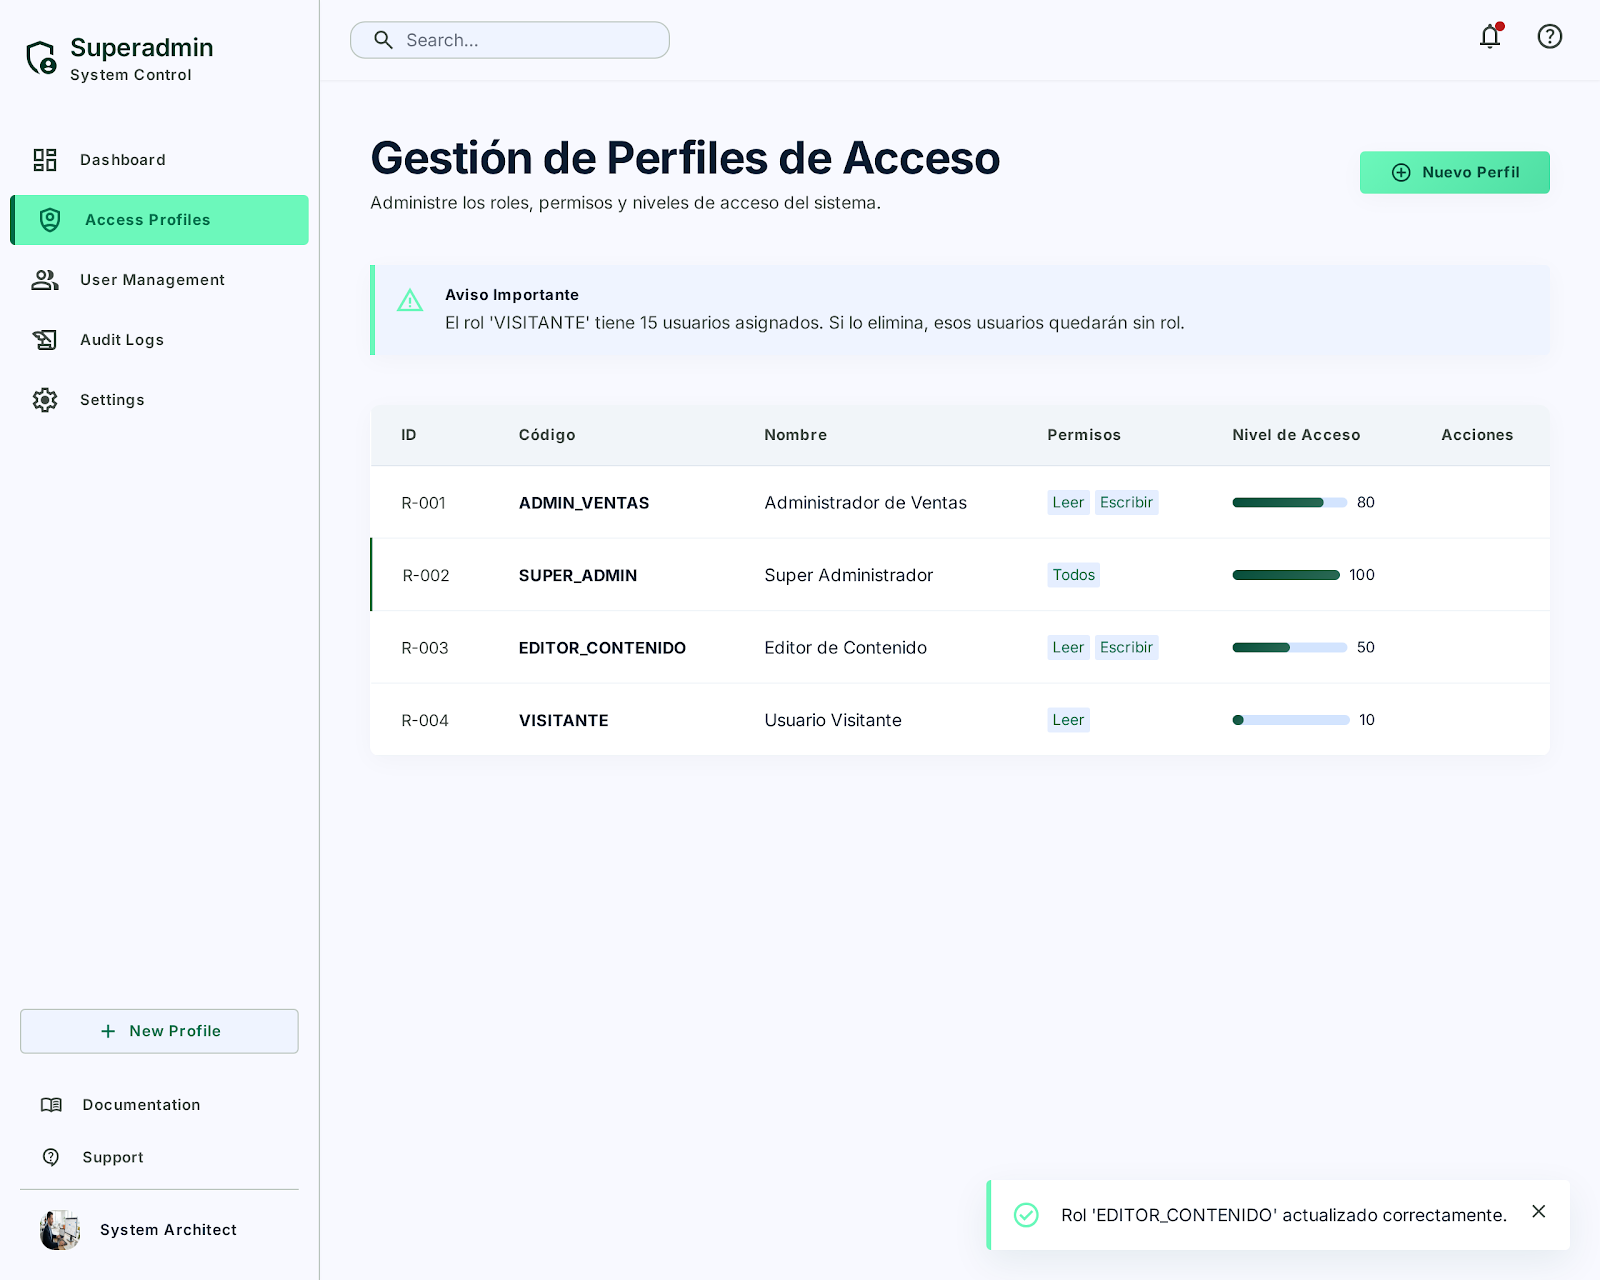 Superadmin
System Control
Dashboard
Access Profiles
User Management
Audit Logs
Settings
New Profile
Documentation
Support
System Architect
Search...
Gestión de Perfiles de Acceso
Administre los roles, permisos y niveles de acceso del sistema.
Nuevo Perfil
Aviso Importante
El rol 'VISITANTE' tiene 15 usuarios asignados. Si lo elimina, esos usuarios quedarán sin rol.
ID Código Nombre Permisos Nivel de Acceso Acciones
R-001 ADMIN_VENTAS Administrador de Ventas Leer Escribir 80
R-002 SUPER_ADMIN Super Administrador Todos 100
R-003 EDITOR_CONTENIDO Editor de Contenido Leer Escribir 50
R-004 VISITANTE Usuario Visitante Leer 10
Rol 'EDITOR_CONTENIDO' actualizado correctamente.